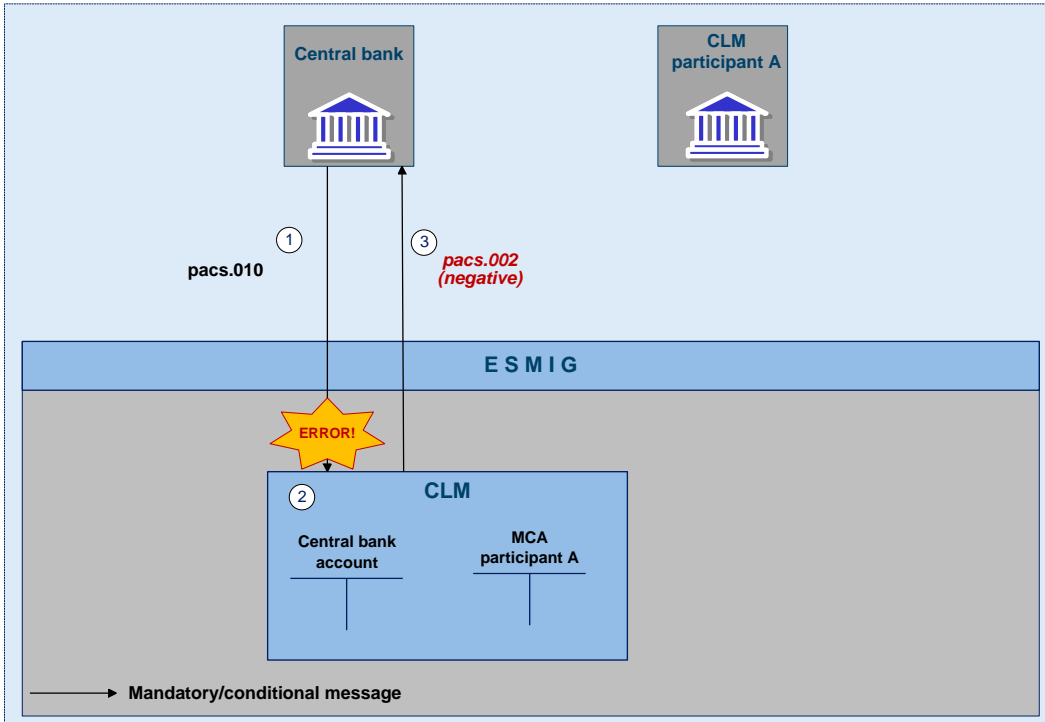 Central bank
CLM
participant A
1
3
pacs.010
pacs.002
(negative)
E S M I G
ERROR!
2
CLM
Central bank
account
MCA
participant A
Mandatory/conditional message